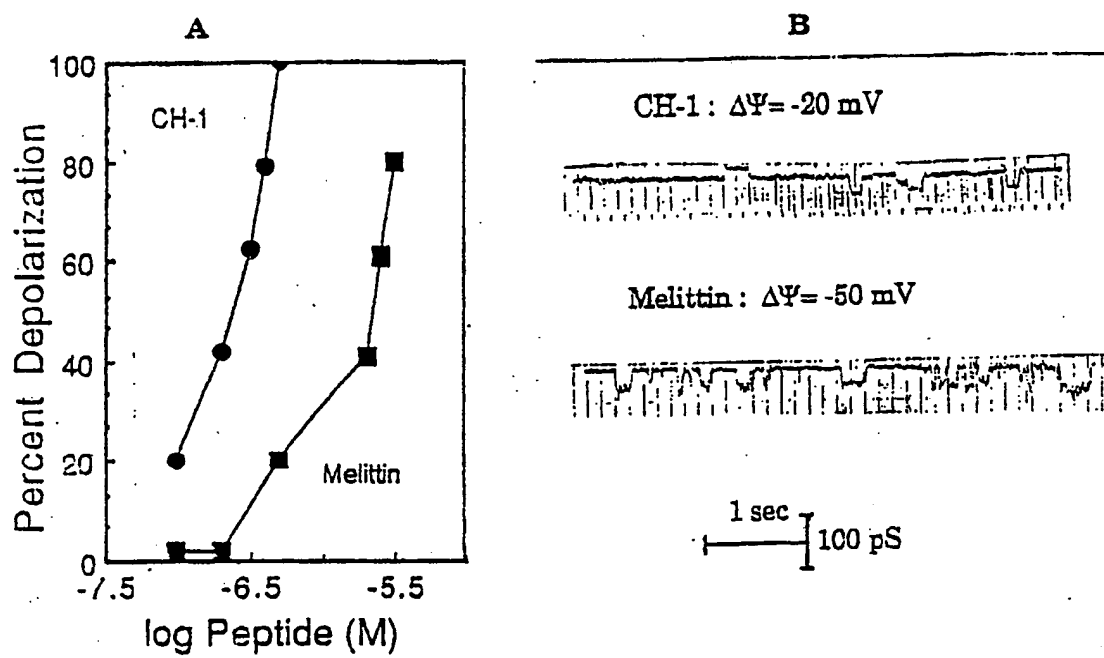 A
Percent Depolarization
100
80
60
40
20
0
CH-1
Melittin
-7.5
-6.5
-5.5
log Peptide (M)
B
CH-1 : ΔΨ= -20 mV
Melittin : ΔΨ= -50 mV
1 sec
100 pS